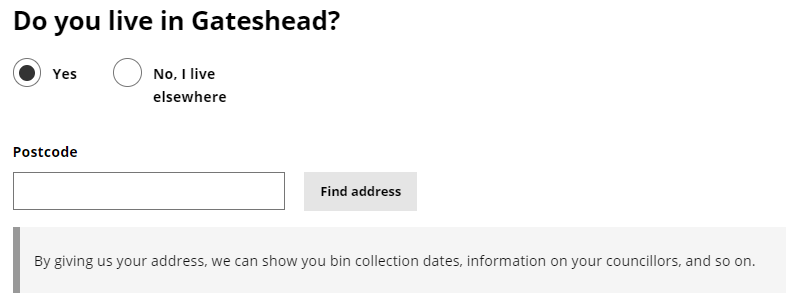 Do you live in Gateshead?
Yes
No, I live
elsewhere
Postcode
Find address
By giving us your address, we can show you bin collection dates, information on your councillors, and so on.